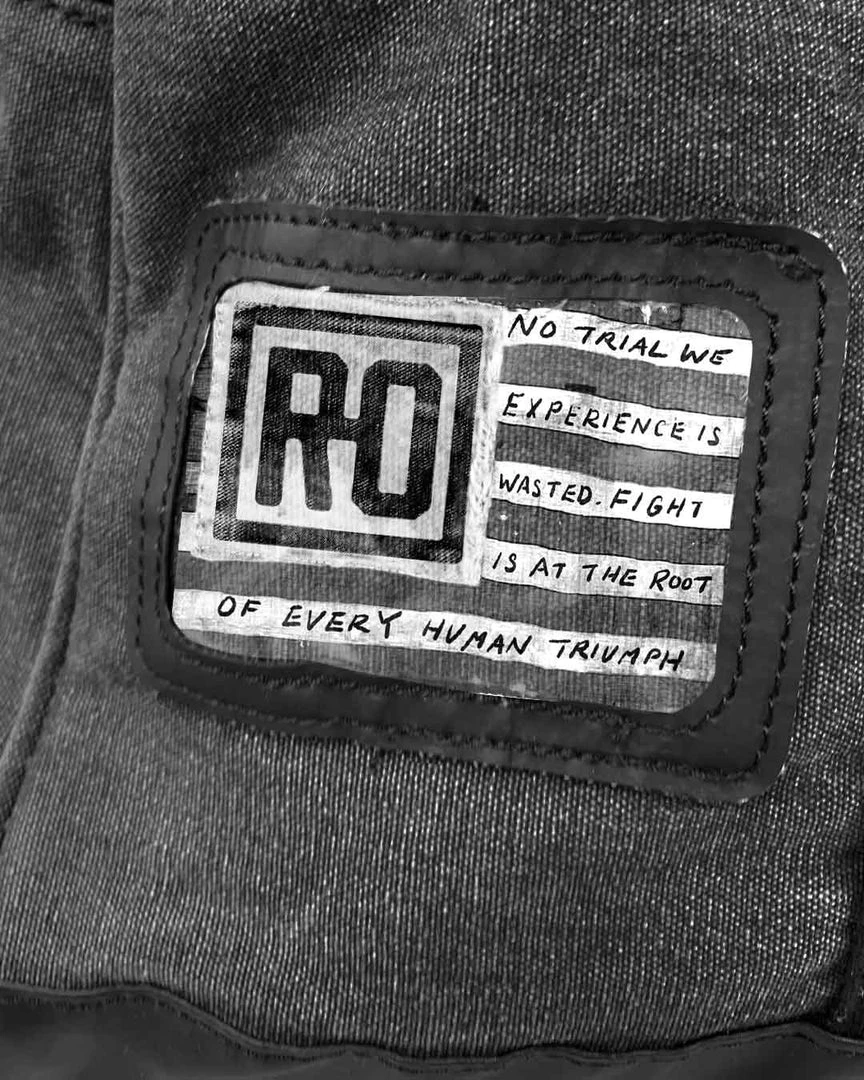 RO
NO TRIAL WE
EXPERIENCE IS
WASTED. FIGHT
IS AT THE ROOT
OF EVERY HUMAN TRIUMPH